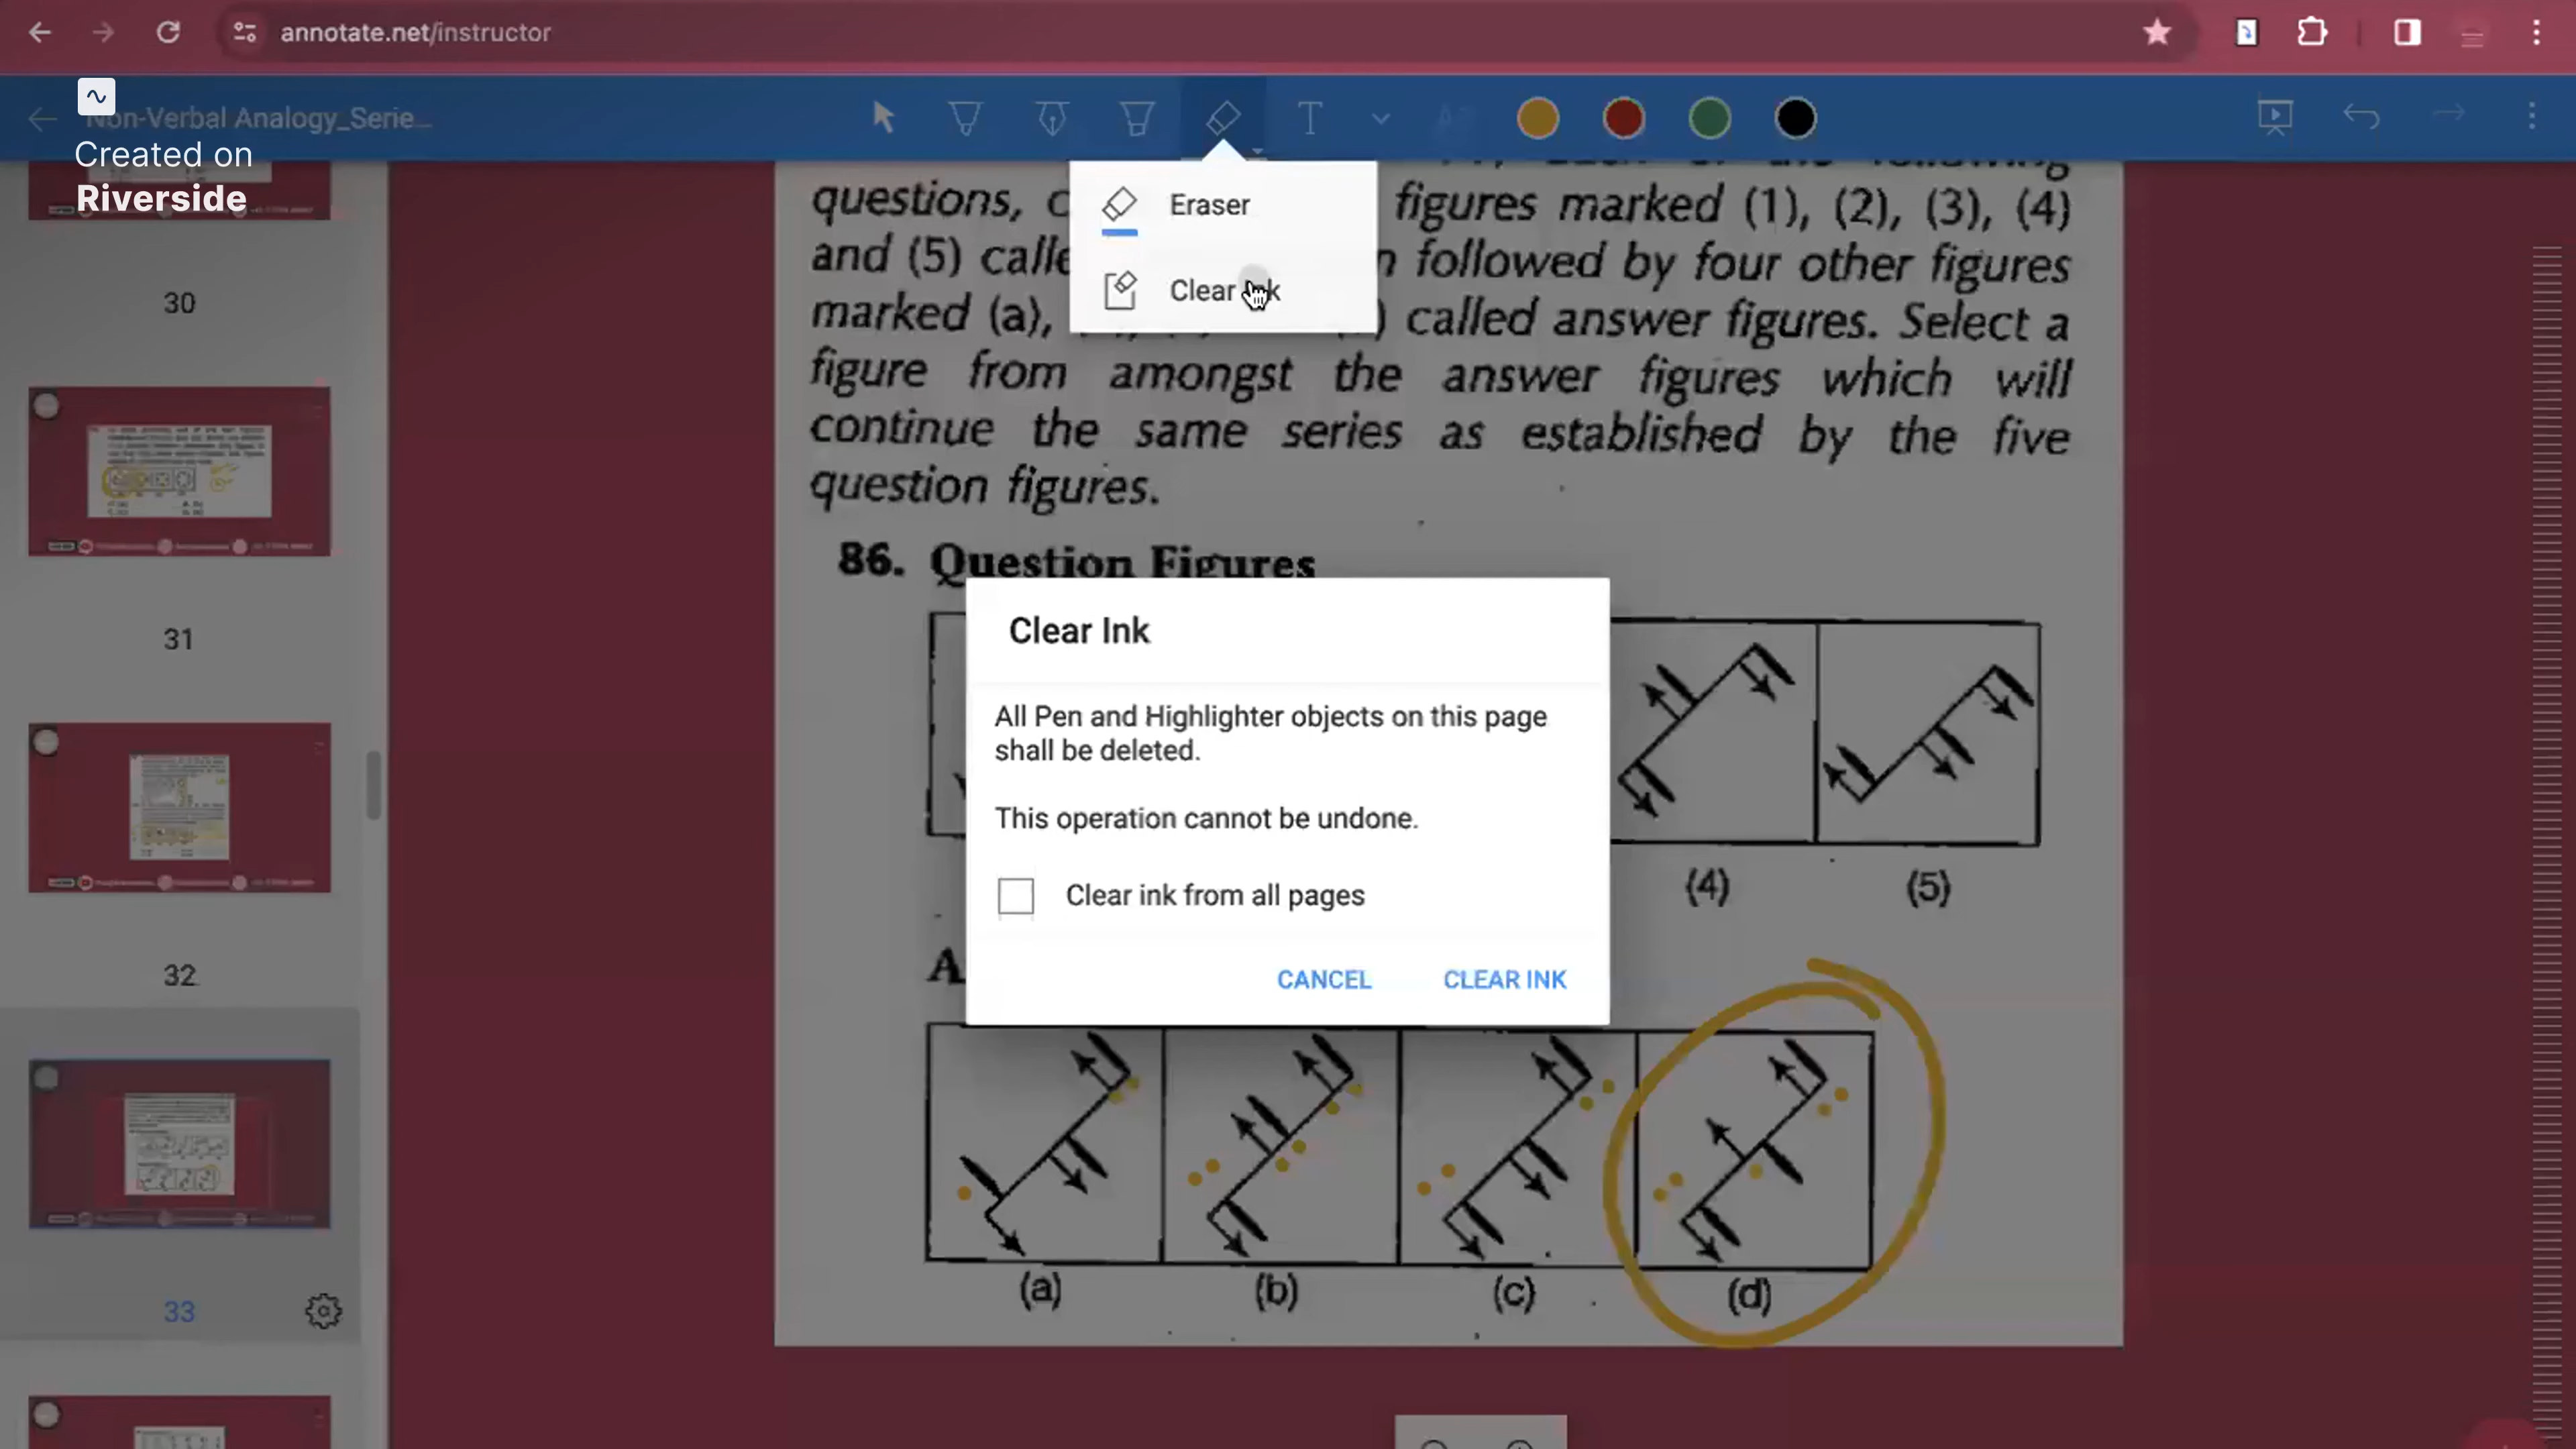 annotate.net/instructor
Non-Verbal Analogy_Serie...
Created on
Riverside
T
Eraser
Clear Ink
questions, figures marked (1), (2), (3), (4)
and (5) followed by four other figures
marked (a), called answer figures. Select a
figure from amongst the answer figures which will
continue the same series as established by the five
question figures.
86. Question Figures
Clear Ink
All Pen and Highlighter objects on this page
shall be deleted.
This operation cannot be undone.
Clear ink from all pages
CANCEL CLEAR INK
(4) (5)
(a) (b) (c) (d)
30
31
32
33